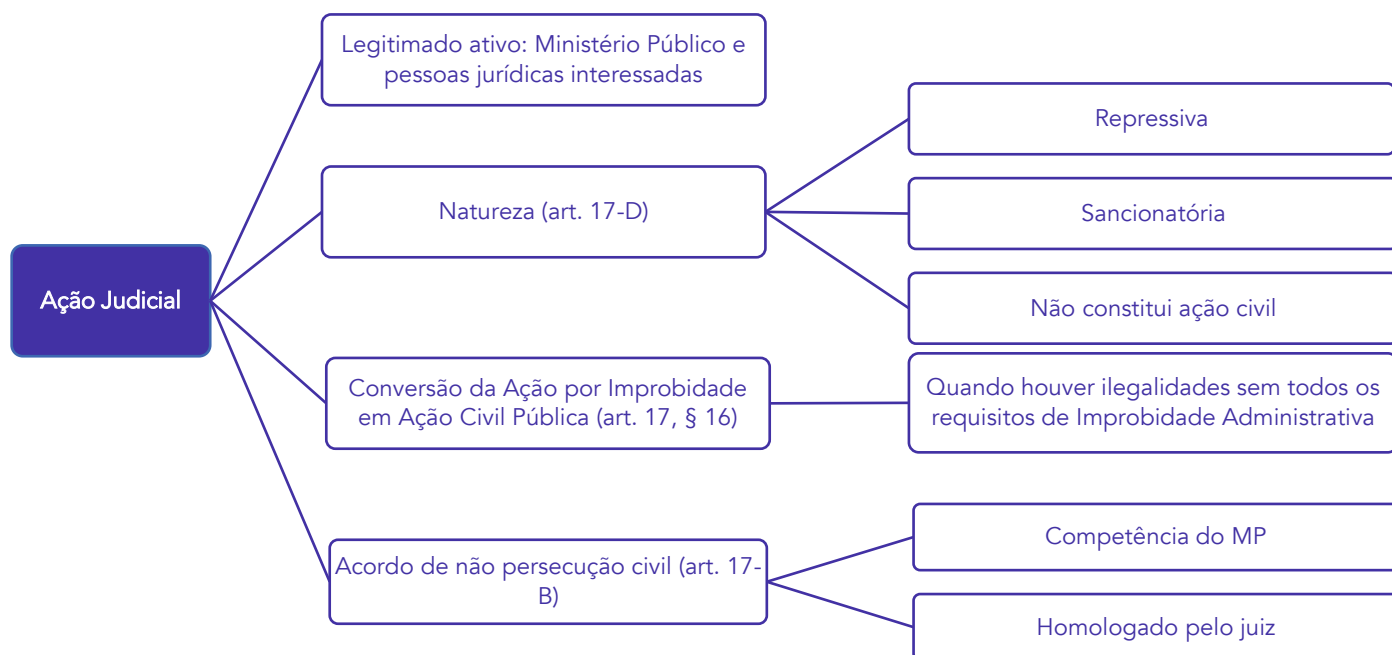 Ação Judicial
Legitimado ativo: Ministério Público e
pessoas jurídicas interessadas
Natureza (art. 17-D)
Repressiva
Sancionatória
Não constitui ação civil
Conversão da Ação por Improbidade
em Ação Civil Pública (art. 17, § 16)
Quando houver ilegalidades sem todos os
requisitos de Improbidade Administrativa
Acordo de não persecução civil (art. 17-
B)
Competência do MP
Homologado pelo juiz